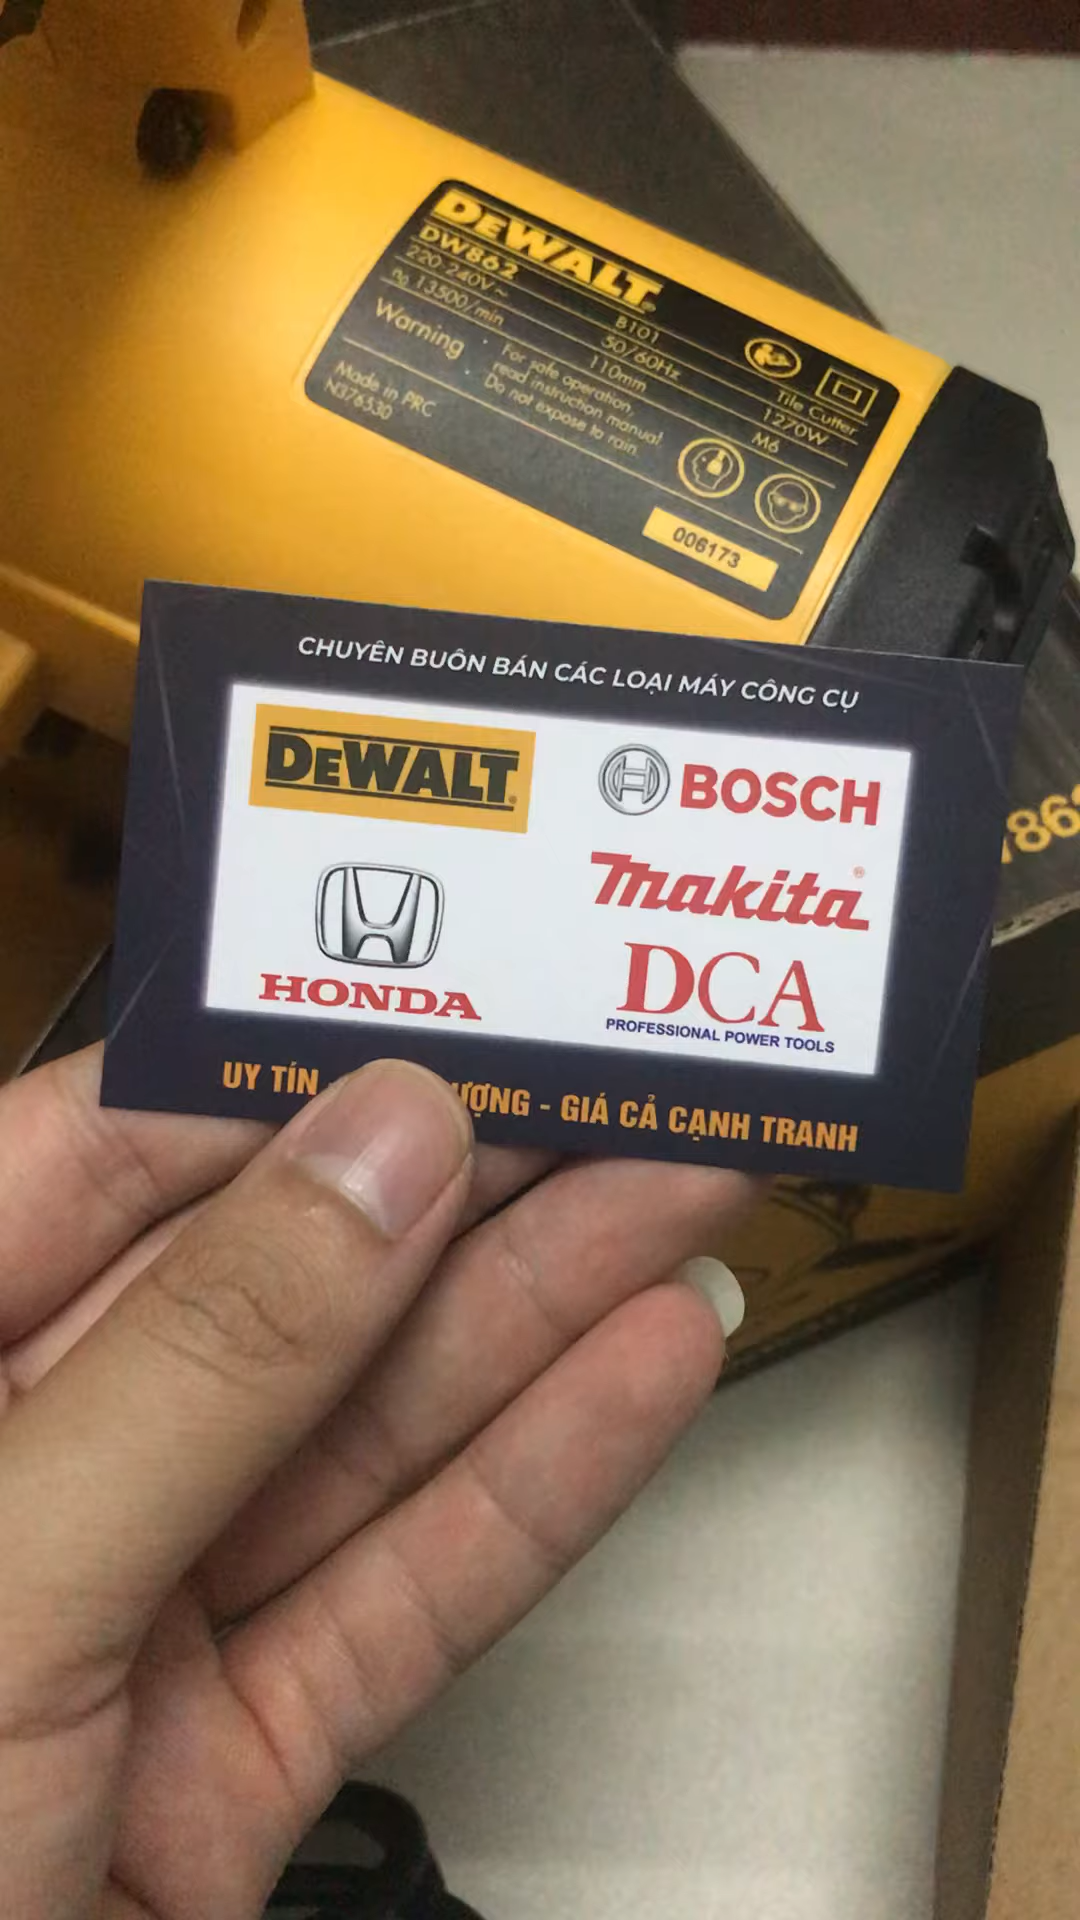 DEWALT
DW862 B101 Tile Cutter
220-240V ~ 50/60Hz 1270W
n₀ 13500/min 110mm M6
Warning
For safe operation,
read instruction manual
Do not expose to rain.
Made in PRC
N376530
006173
CHUYÊN BUÔN BÁN CÁC LOẠI MÁY CÔNG CỤ
DEWALT
BOSCH
makita
HONDA
DCA
PROFESSIONAL POWER TOOLS
UY TÍN - GIÁ CẢ CẠNH TRANH